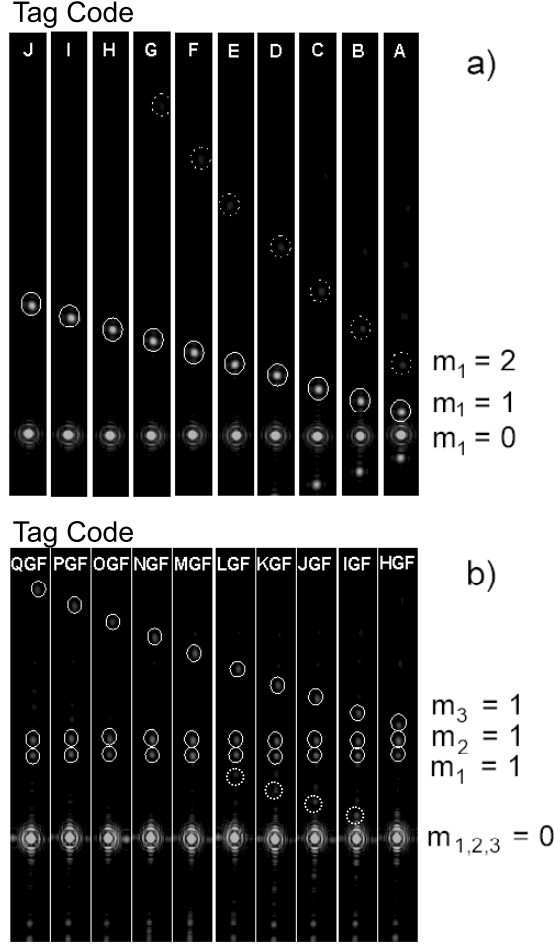 Tag Code
J I H G F E D C B A
a)
m1 = 2
m1 = 1
m1 = 0
Tag Code
QGF PGF OGF NGF MGF LGF KGF JGF IGF HGF
b)
m3 = 1
m2 = 1
m1 = 1
m1,2,3 = 0